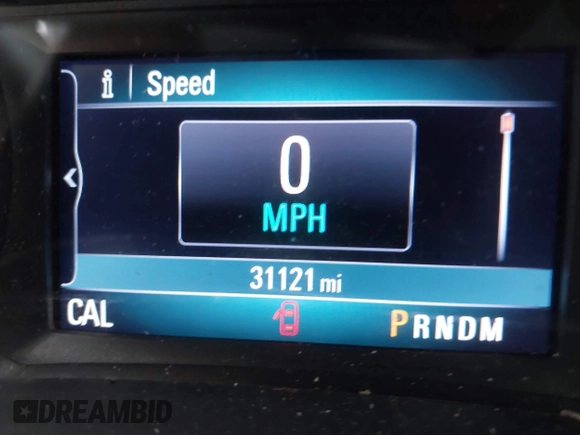 i | Speed
0
MPH
31121 mi
CAL
PRNDM
DREAMBID